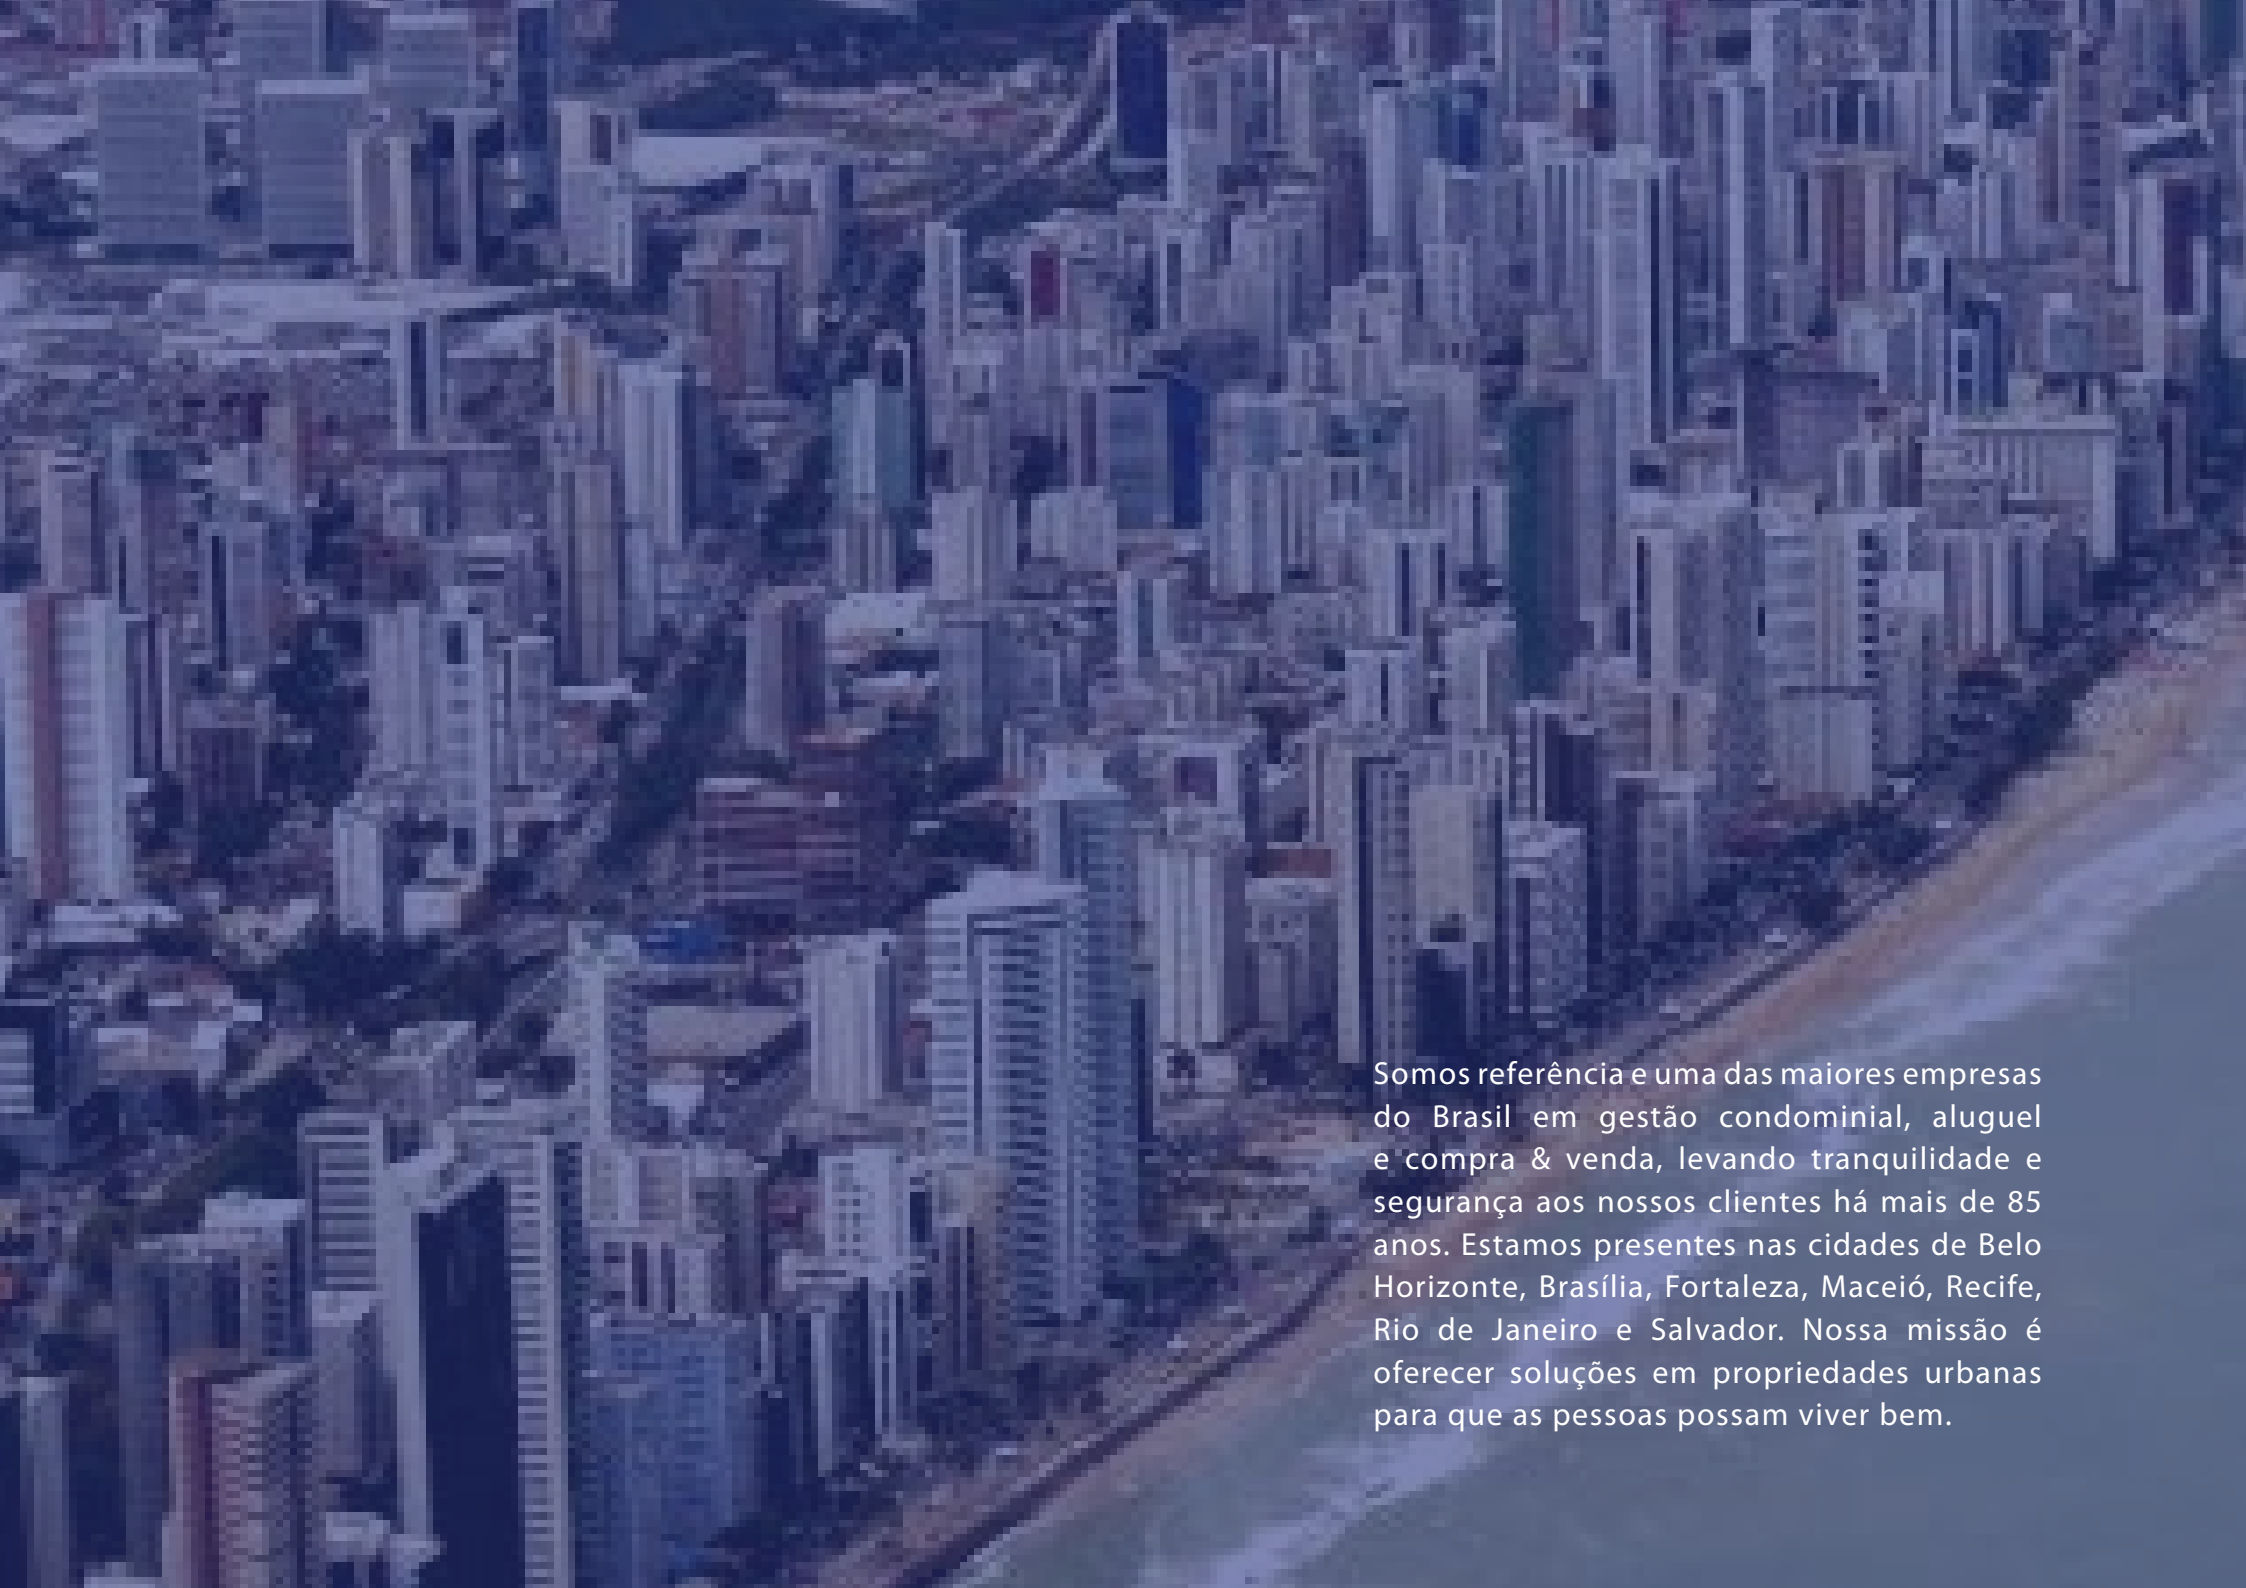 Somos referência e uma das maiores empresas
do Brasil em gestão condominial, aluguel
e compra & venda, levando tranquilidade e
segurança aos nossos clientes há mais de 85
anos. Estamos presentes nas cidades de Belo
Horizonte, Brasília, Fortaleza, Maceió, Recife,
Rio de Janeiro e Salvador. Nossa missão é
oferecer soluções em propriedades urbanas
para que as pessoas possam viver bem.